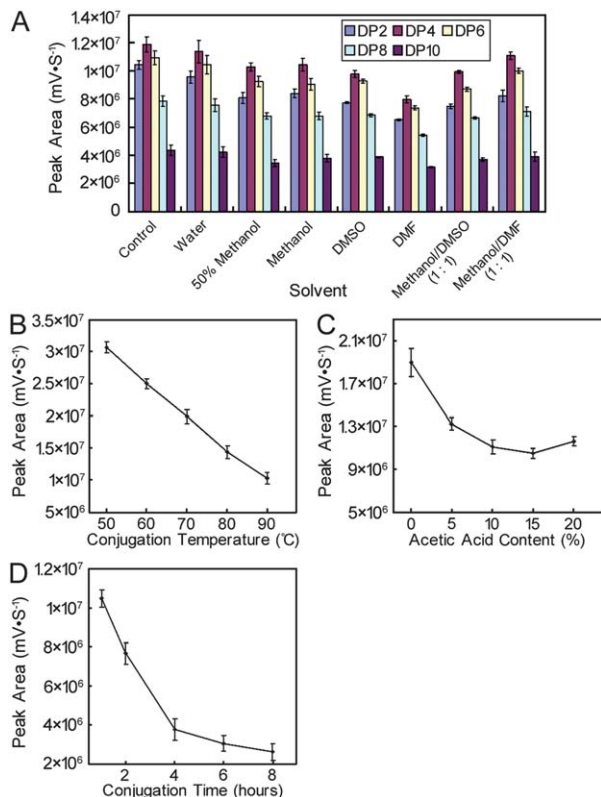 A
DP2 DP4 DP6
DP8 DP10
Peak Area (mV•S⁻¹)
1.4×10⁷
1.2×10⁷
1×10⁷
8×10⁶
6×10⁶
4×10⁶
2×10⁶
0
Control
Water
50% Methanol
Methanol
DMSO
DMF
Methanol/DMSO
(1 : 1)
Methanol/DMF
(1 : 1)
Solvent
B
Peak Area (mV•S⁻¹)
3.5×10⁷
3×10⁷
2.5×10⁷
2×10⁷
1.5×10⁷
1×10⁷
5×10⁶
50 60 70 80 90
Conjugation Temperature (℃)
C
Peak Area (mV•S⁻¹)
2.1×10⁷
1.7×10⁷
1.3×10⁷
9×10⁶
5×10⁶
0 5 10 15 20
Acetic Acid Content (%)
D
Peak Area (mV•S⁻¹)
1.2×10⁷
1×10⁷
8×10⁶
6×10⁶
4×10⁶
2×10⁶
2 4 6 8
Conjugation Time (hours)